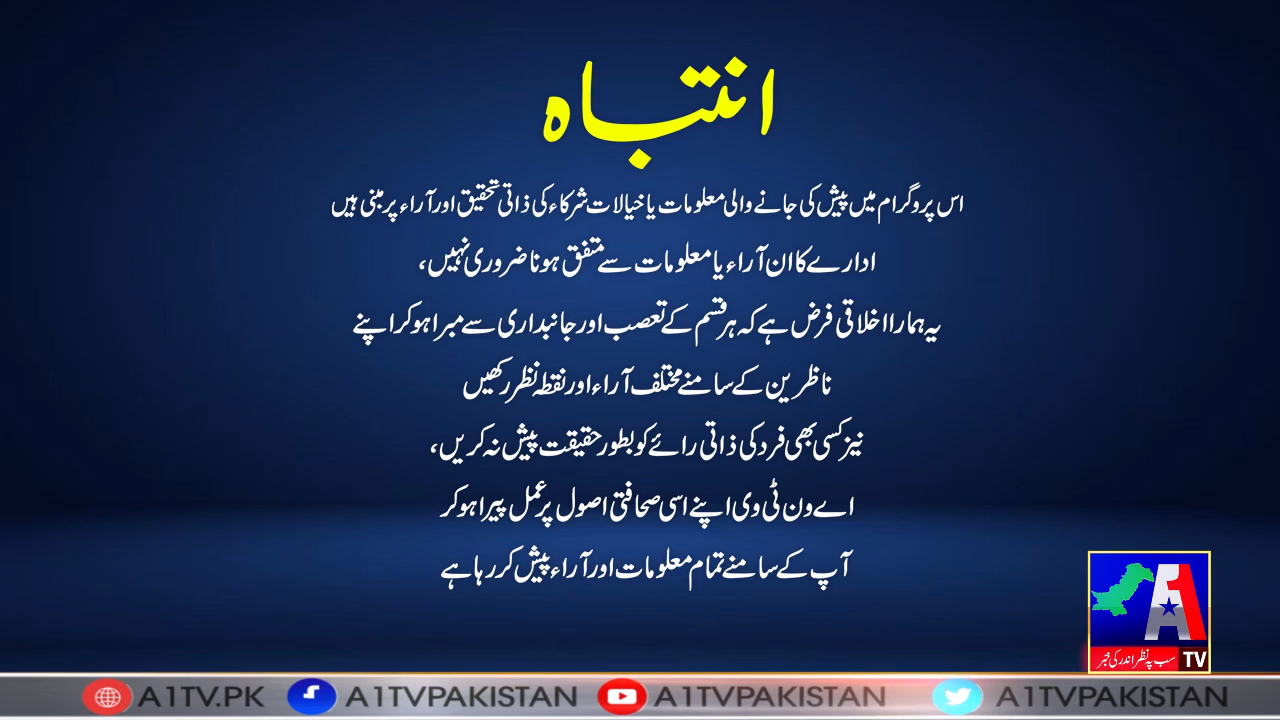 انتباہ
اس پروگرام میں پیش کی جانے والی معلومات یا خیالات شرکاء کی ذاتی تحقیق اور آراء پر مبنی ہیں
ادارے کا ان آراء یا معلومات سے متفق ہونا ضروری نہیں،
یہ ہمارا اخلاقی فرض ہے کہ ہر قسم کے تعصب اور جانبداری سے مبرا ہو کر اپنے
ناظرین کے سامنے مختلف آراء اور نقطہ نظر رکھیں
نیز کسی بھی فرد کی ذاتی رائے کو بطور حقیقت پیش نہ کریں،
اے ون ٹی وی اپنے اسی صحافتی اصول پر عمل پیرا ہو کر
آپ کے سامنے تمام معلومات اور آراء پیش کر رہا ہے
A1
سب پہ نظر اندر کی خبر TV
A1TV.PK A1TVPAKISTAN A1TVPAKISTAN A1TVPAKISTAN